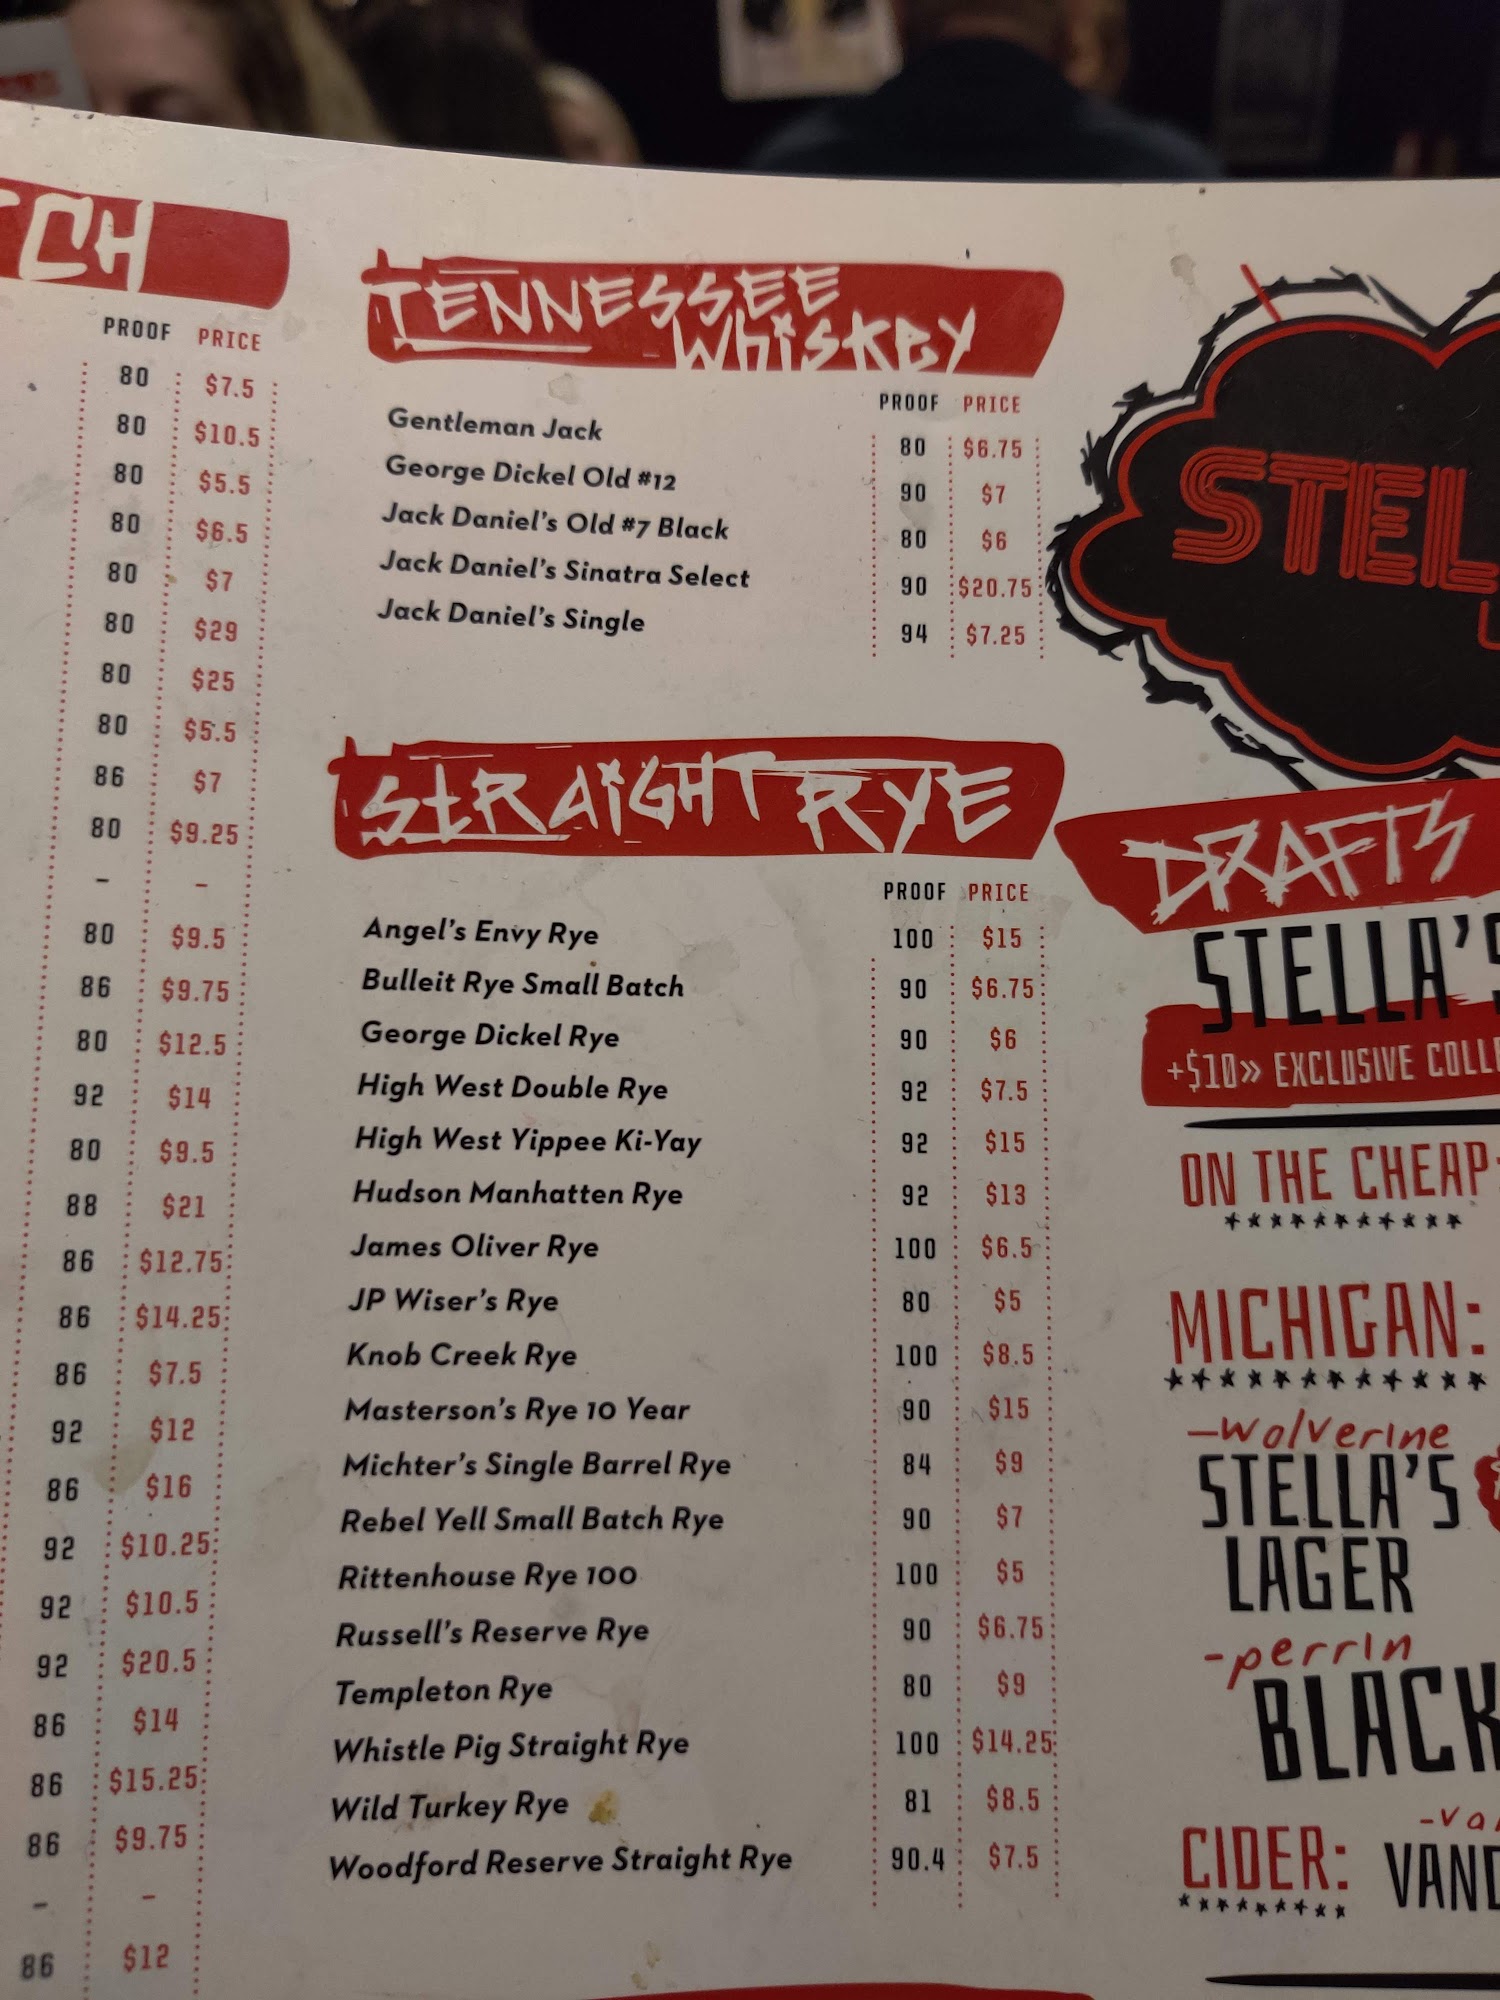 CH
PROOF PRICE
80 $7.5
80 $10.5
80 $5.5
80 $6.5
80 $7
80 $29
80 $25
80 $5.5
86 $7
80 $9.25
- -
80 $9.5
86 $9.75
80 $12.5
92 $14
80 $9.5
88 $21
86 $12.75
86 $14.25
86 $7.5
92 $12
86 $16
92 $10.25
92 $10.5
92 $20.5
86 $14
86 $15.25
86 $9.75
- -
86 $12
TENNESSEE
Whiskey
PROOF PRICE
Gentleman Jack 80 $6.75
George Dickel Old #12 90 $7
Jack Daniel's Old #7 Black 80 $6
Jack Daniel's Sinatra Select 90 $20.75
Jack Daniel's Single 94 $7.25
StRAiGHT RYE
PROOF PRICE
Angel's Envy Rye 100 $15
Bulleit Rye Small Batch 90 $6.75
George Dickel Rye 90 $6
High West Double Rye 92 $7.5
High West Yippee Ki-Yay 92 $15
Hudson Manhatten Rye 92 $13
James Oliver Rye 100 $6.5
JP Wiser's Rye 80 $5
Knob Creek Rye 100 $8.5
Masterson's Rye 10 Year 90 $15
Michter's Single Barrel Rye 84 $9
Rebel Yell Small Batch Rye 90 $7
Rittenhouse Rye 100 100 $5
Russell's Reserve Rye 90 $6.75
Templeton Rye 80 $9
Whistle Pig Straight Rye 100 $14.25
Wild Turkey Rye 81 $8.5
Woodford Reserve Straight Rye 90.4 $7.5
STEL
DRAFTS
STELLA'S
+$10» EXCLUSIVE COLL
ON THE CHEAP
MICHIGAN:
-wolverine
STELLA'S
LAGER
-perrin
BLACK
-van
CIDER: VAND